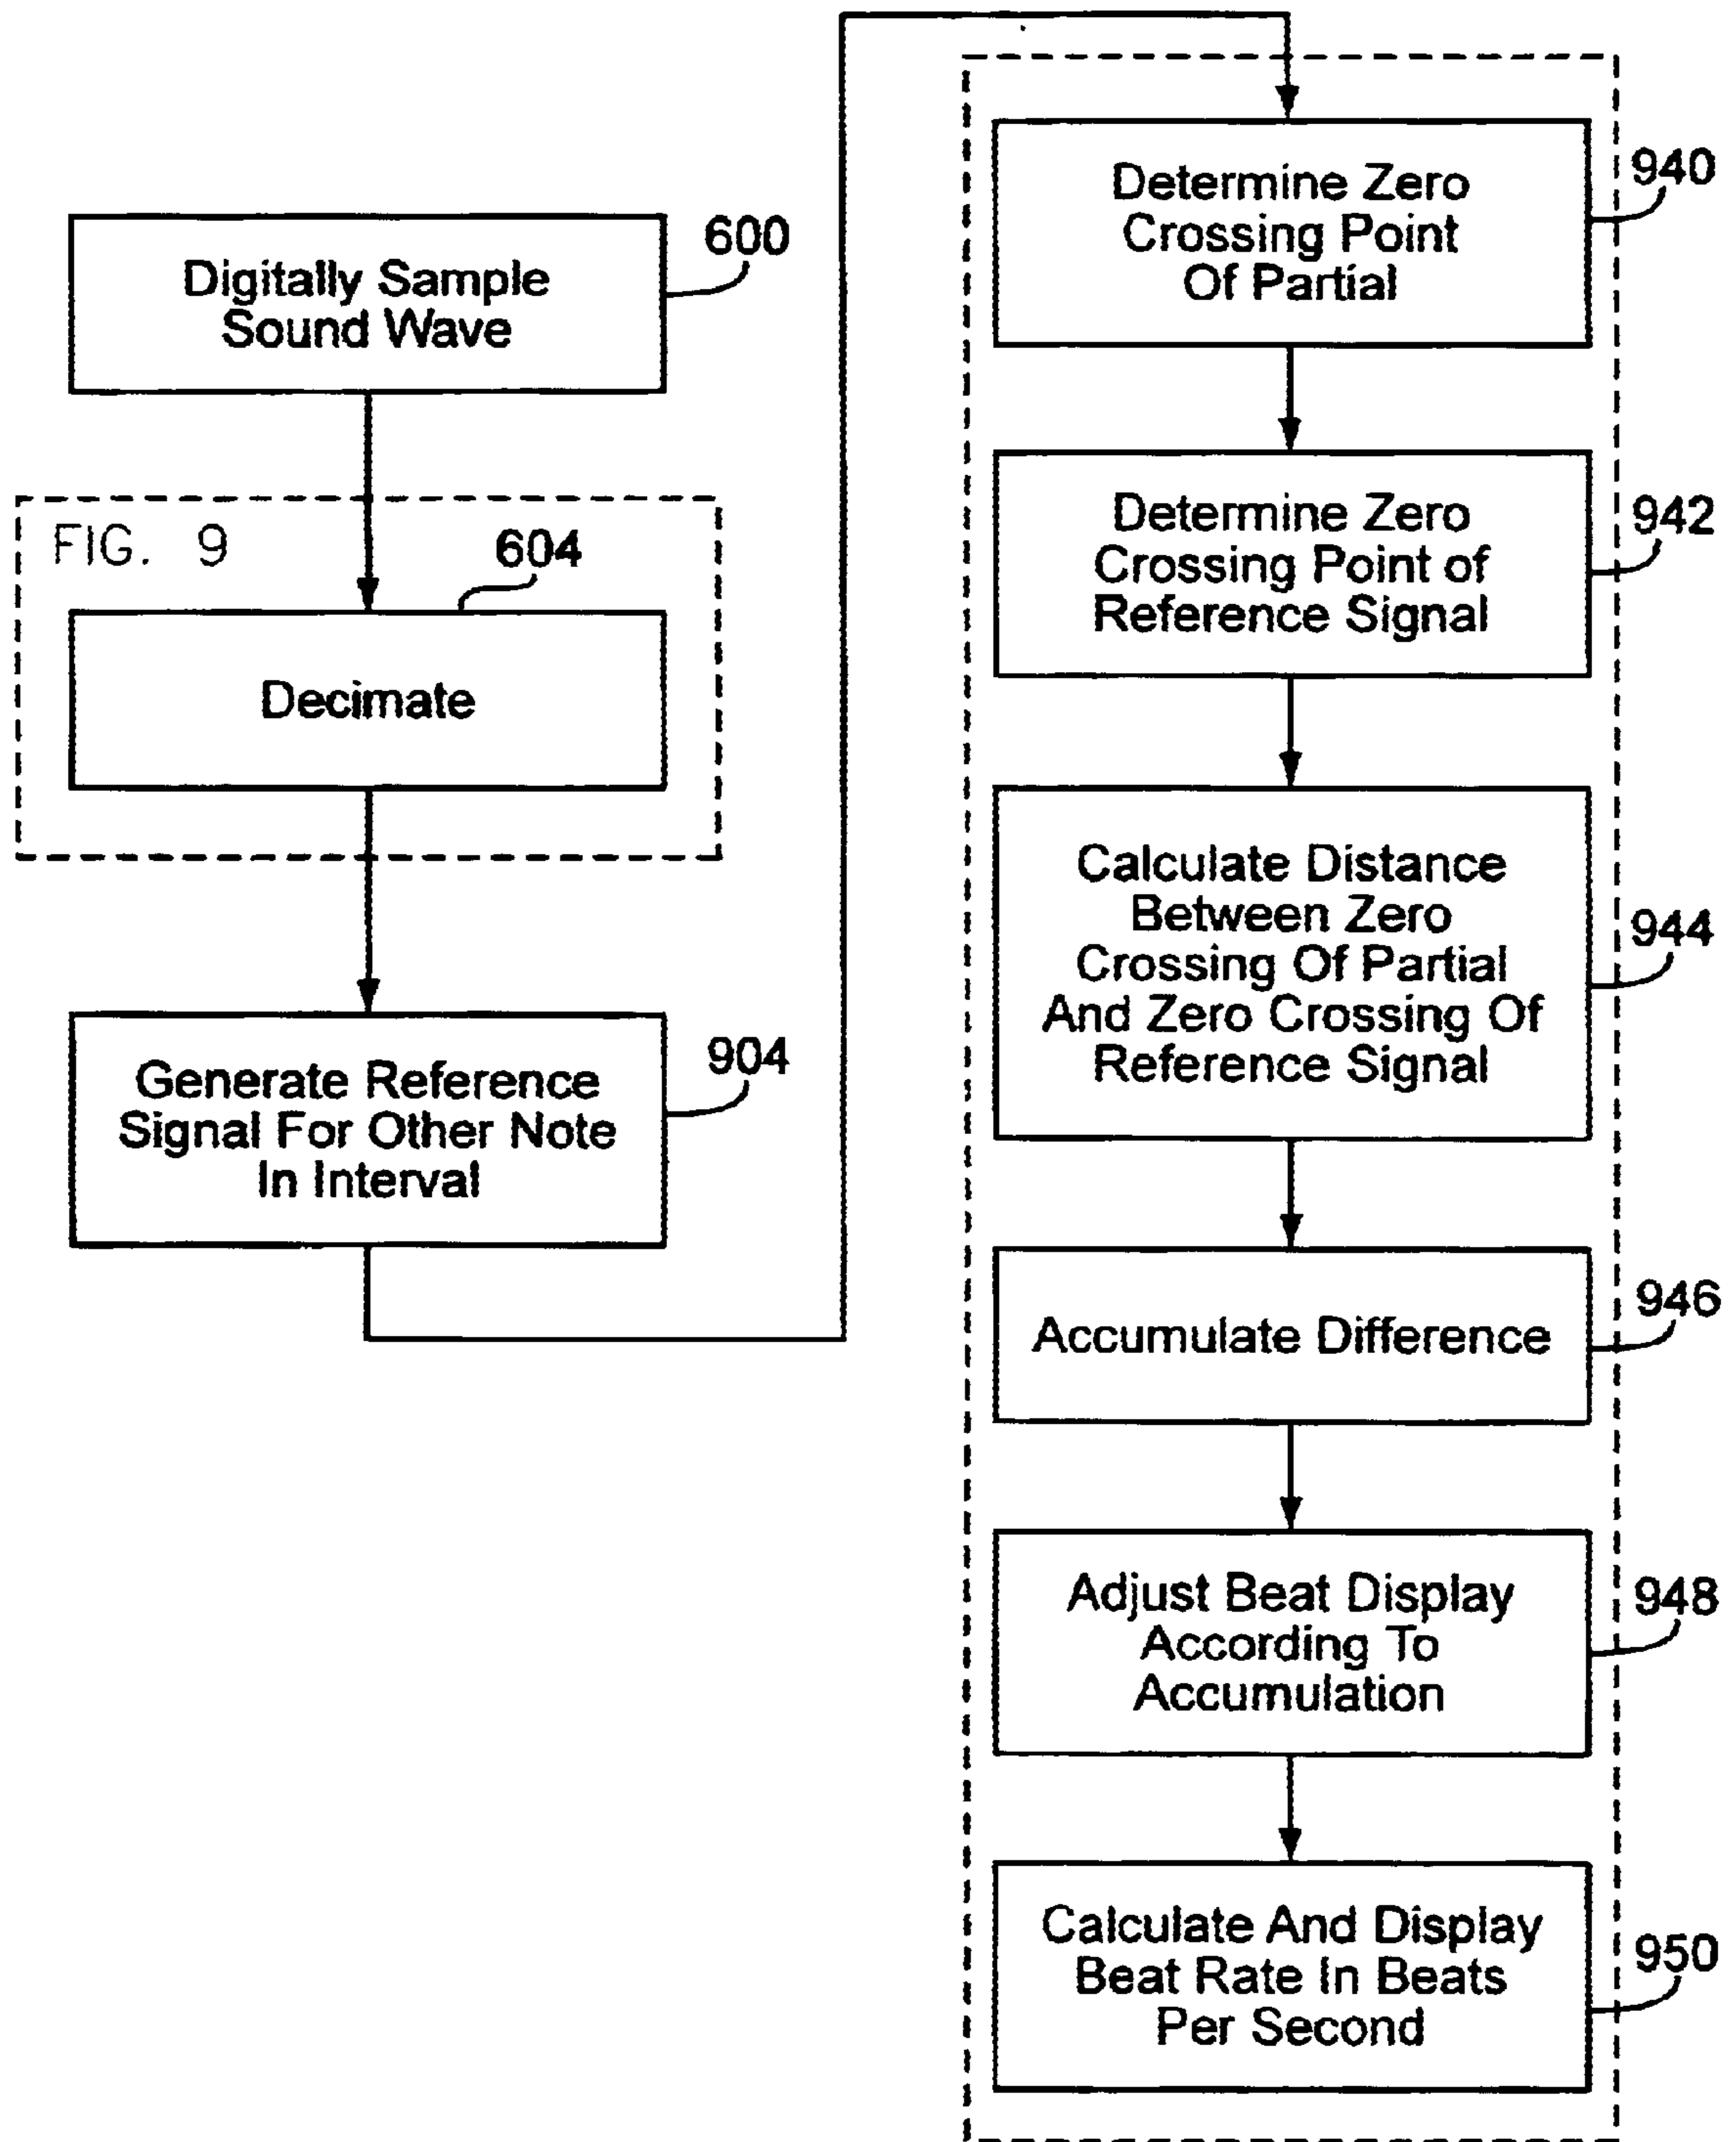 Digitally Sample
Sound Wave
600
FIG. 9
604
Decimate
Generate Reference
Signal For Other Note
In Interval
904
Determine Zero
Crossing Point
Of Partial
940
Determine Zero
Crossing Point of
Reference Signal
942
Calculate Distance
Between Zero
Crossing Of Partial
And Zero Crossing Of
Reference Signal
944
Accumulate Difference
946
Adjust Beat Display
According To
Accumulation
948
Calculate And Display
Beat Rate In Beats
Per Second
950